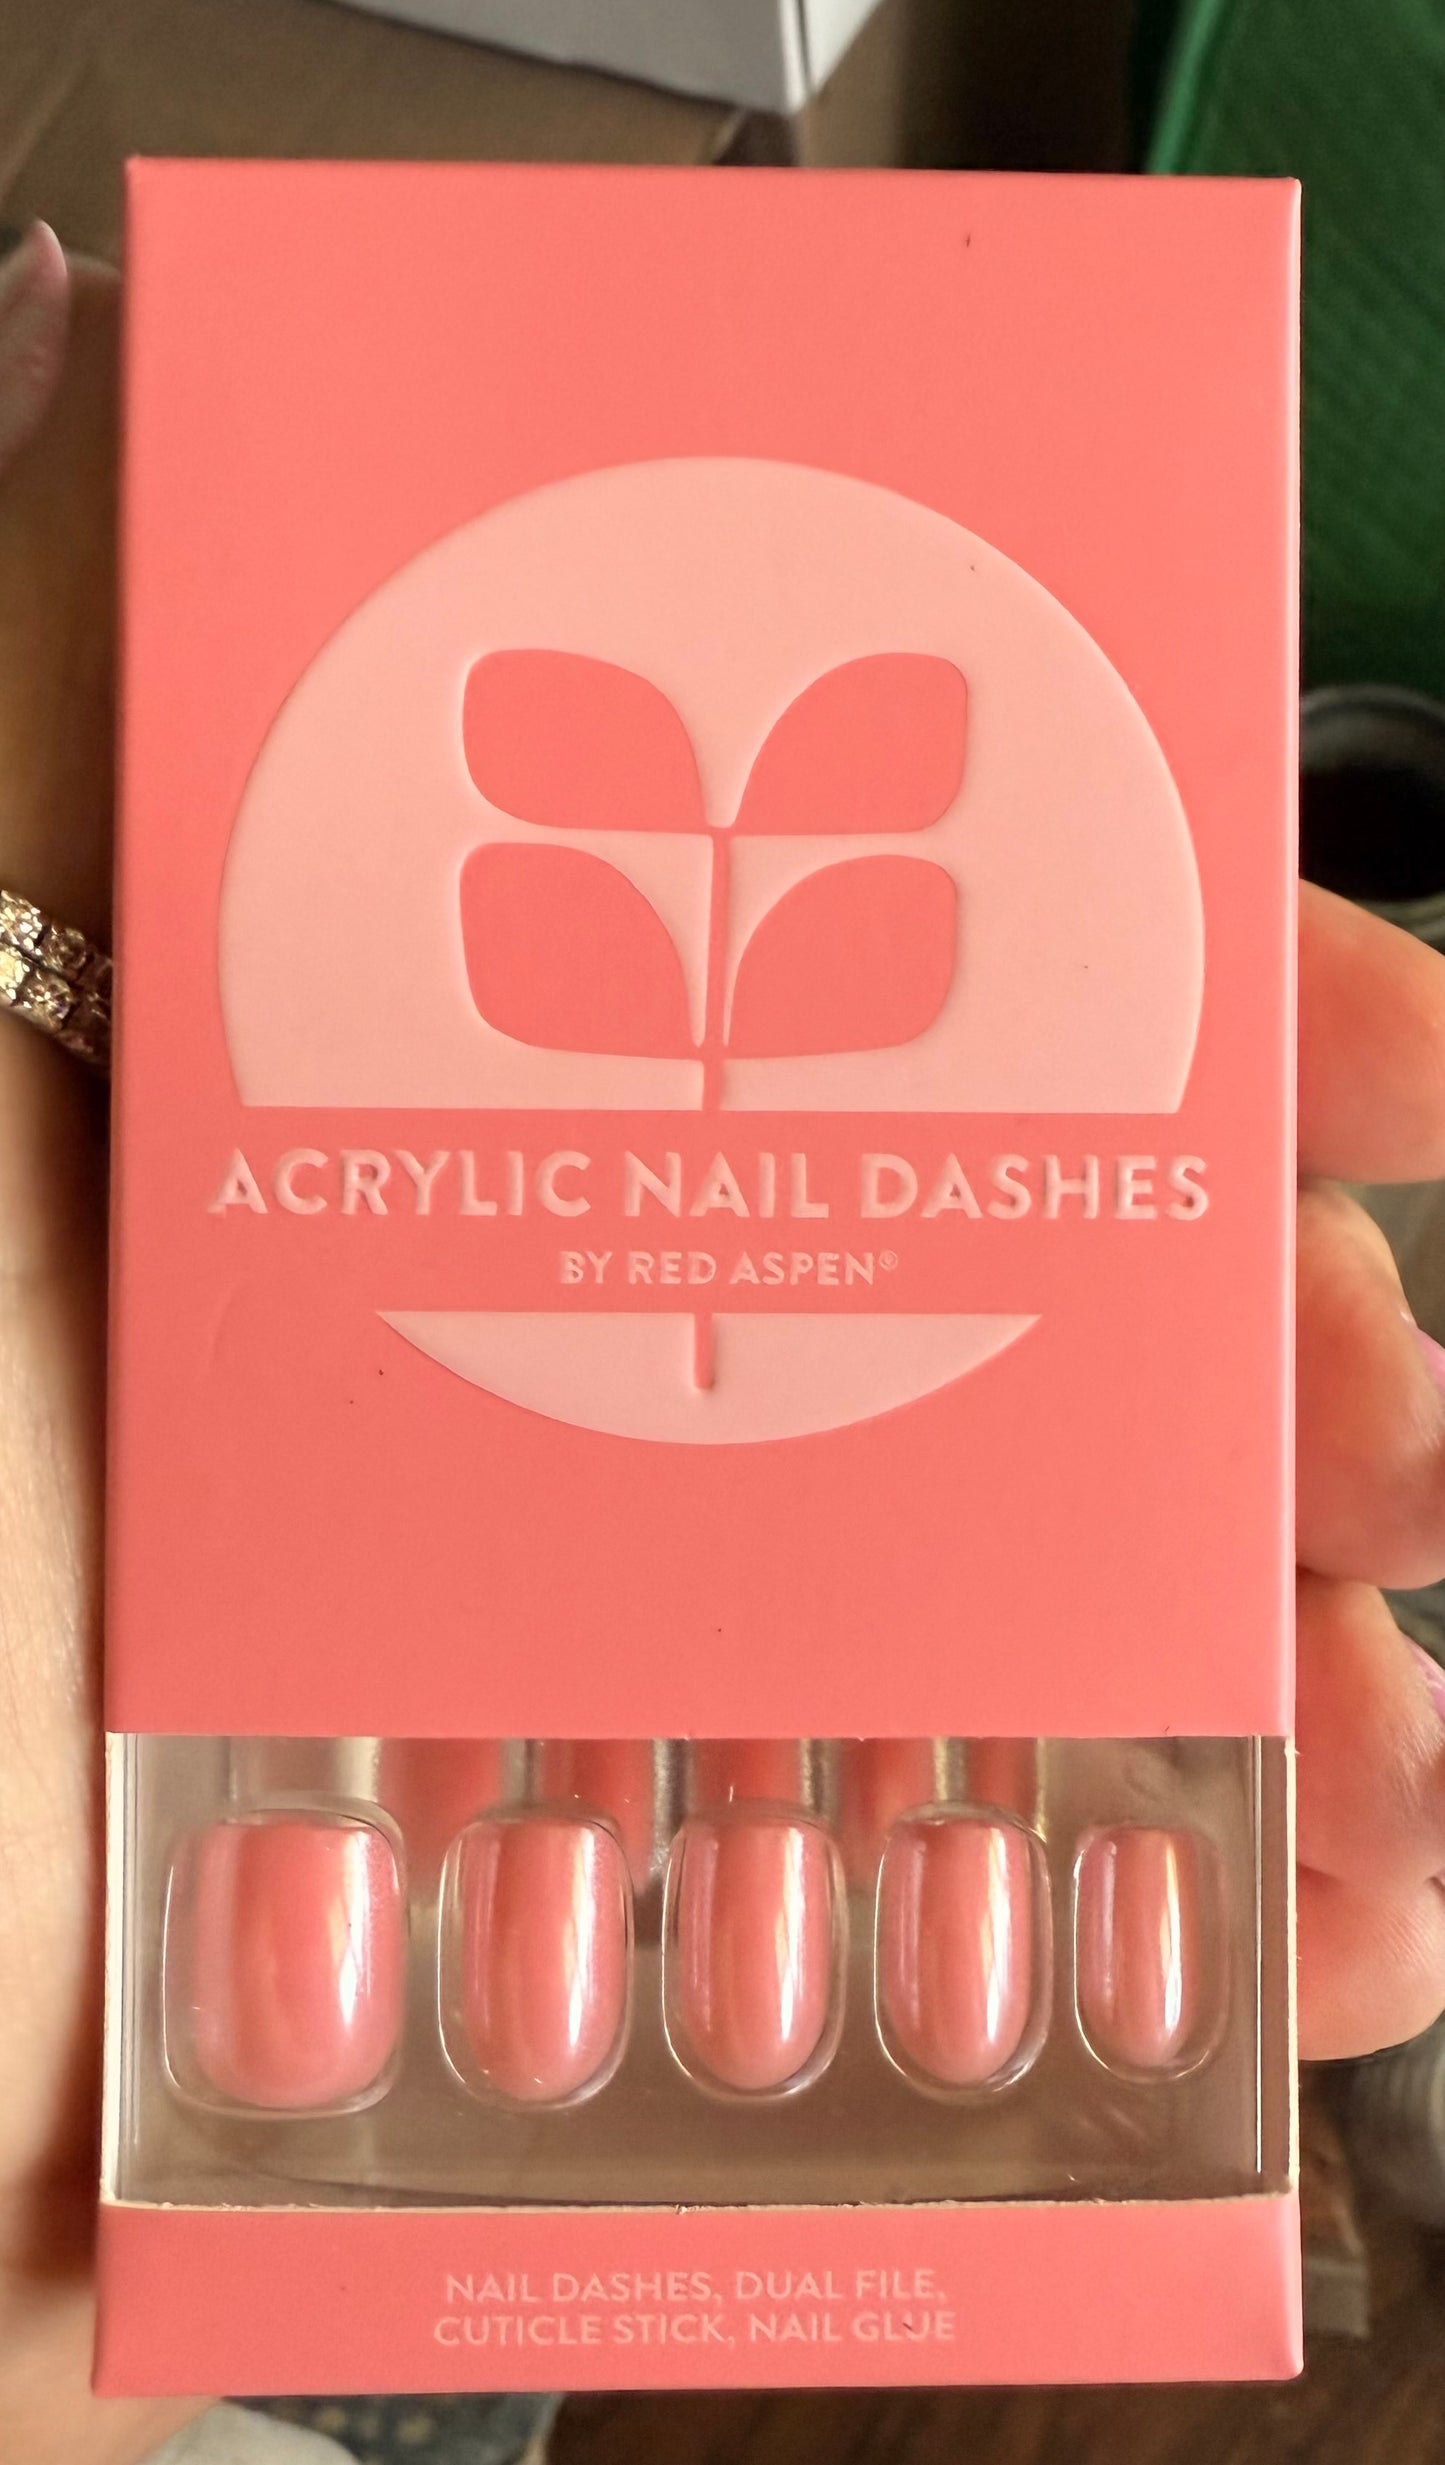 ACRYLIC NAIL DASHES
BY RED ASPEN®
NAIL DASHES, DUAL FILE,
CUTICLE STICK, NAIL GLUE